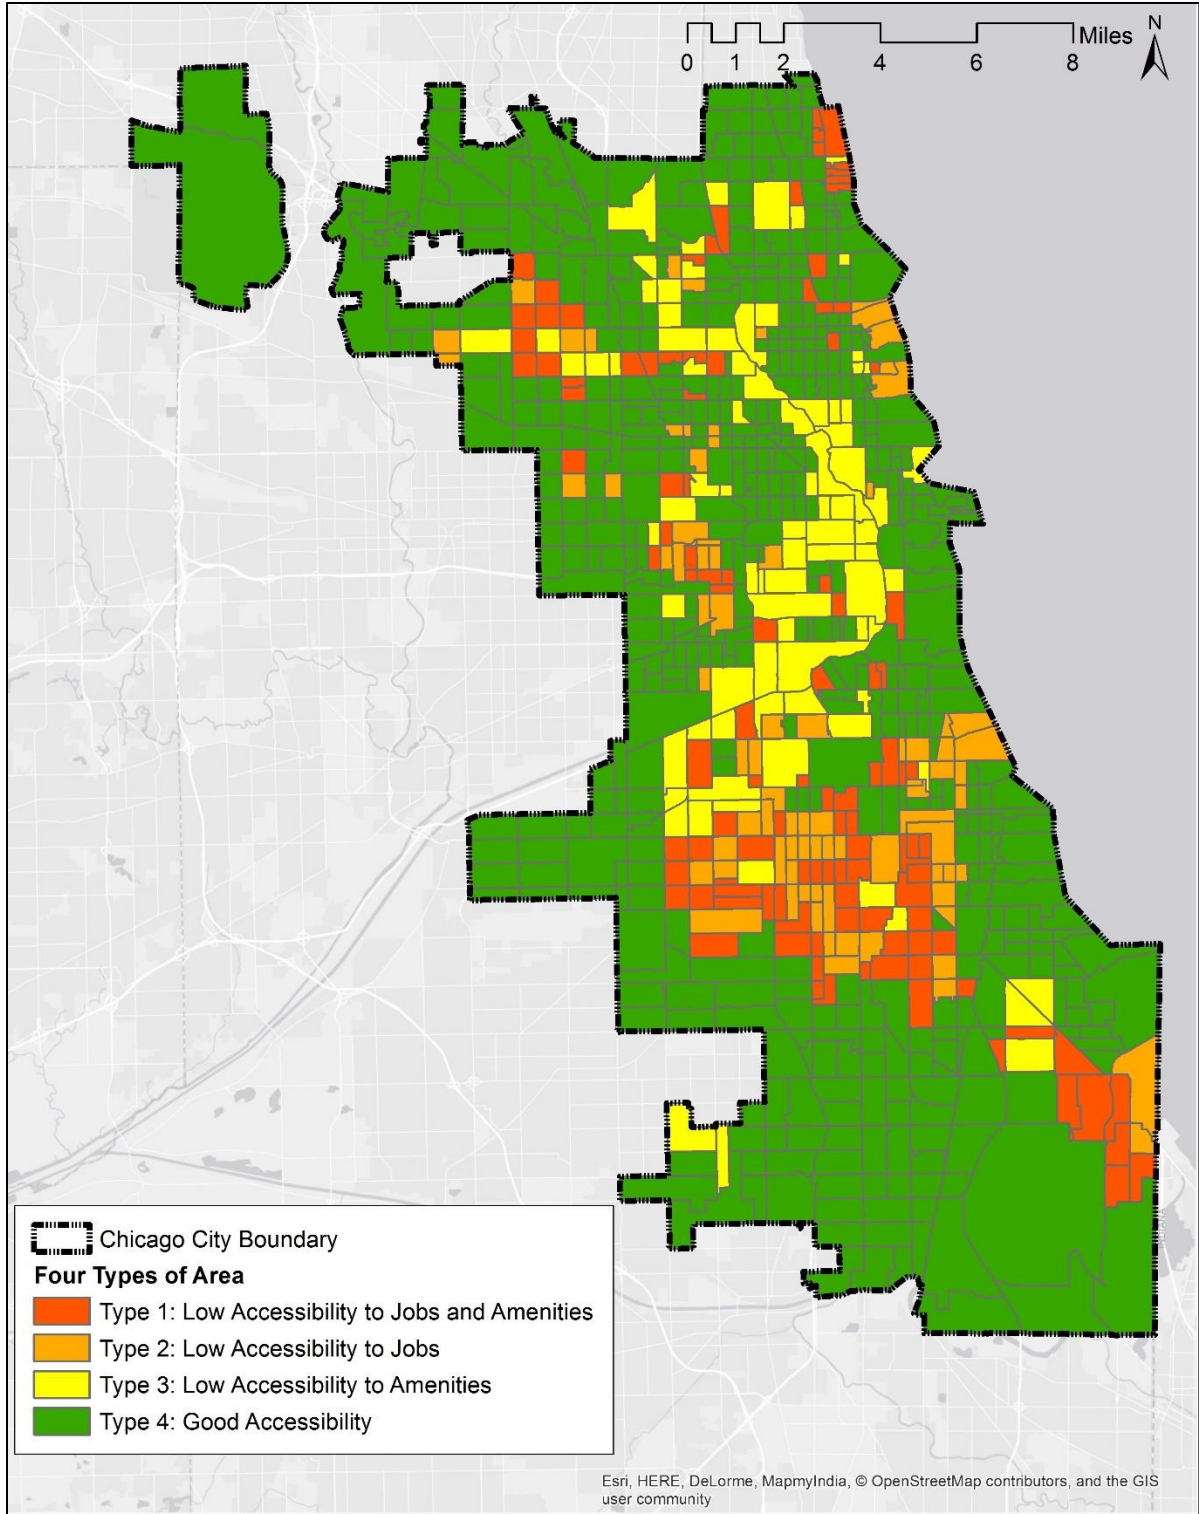 N
Miles
0 1 2 4 6 8
Chicago City Boundary
Four Types of Area
Type 1: Low Accessibility to Jobs and Amenities
Type 2: Low Accessibility to Jobs
Type 3: Low Accessibility to Amenities
Type 4: Good Accessibility
Esri, HERE, DeLorme, MapmyIndia, © OpenStreetMap contributors, and the GIS
user community